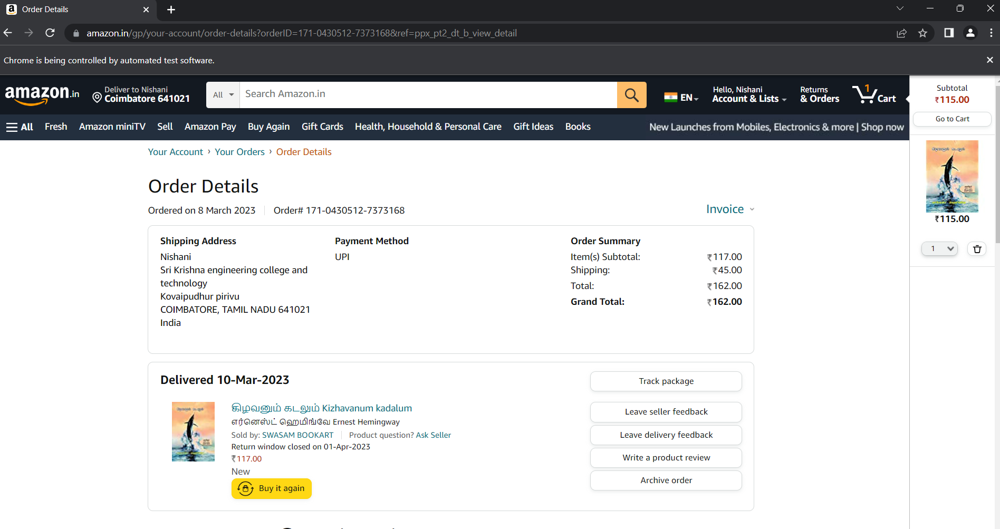 Order Details
amazon.in/gp/your-account/order-details?orderID=171-0430512-7373168&ref=ppx_pt2_dt_b_view_detail
Chrome is being controlled by automated test software.
amazon.in
Deliver to Nishani
Coimbatore 641021
All
Search Amazon.in
EN
Hello, Nishani
Account & Lists
Returns
& Orders
1
Cart
Subtotal
₹115.00
Go to Cart
All
Fresh
Amazon miniTV
Sell
Amazon Pay
Buy Again
Gift Cards
Health, Household & Personal Care
Gift Ideas
Books
New Launches from Mobiles, Electronics & more | Shop now
Your Account › Your Orders › Order Details
Order Details
Ordered on 8 March 2023
Order# 171-0430512-7373168
Invoice
₹115.00
1
Shipping Address
Nishani
Sri Krishna engineering college and
technology
Kovaipudhur pirivu
COIMBATORE, TAMIL NADU 641021
India
Payment Method
UPI
Order Summary
Item(s) Subtotal: ₹117.00
Shipping: ₹45.00
Total: ₹162.00
Grand Total: ₹162.00
Delivered 10-Mar-2023
கிழவனும் கடலும் Kizhavanum kadalum
எர்னெஸ்ட் ஹெமிங்வே Ernest Hemingway
Sold by: SWASAM BOOKART
Product question? Ask Seller
Return window closed on 01-Apr-2023
₹117.00
New
Buy it again
Track package
Leave seller feedback
Leave delivery feedback
Write a product review
Archive order